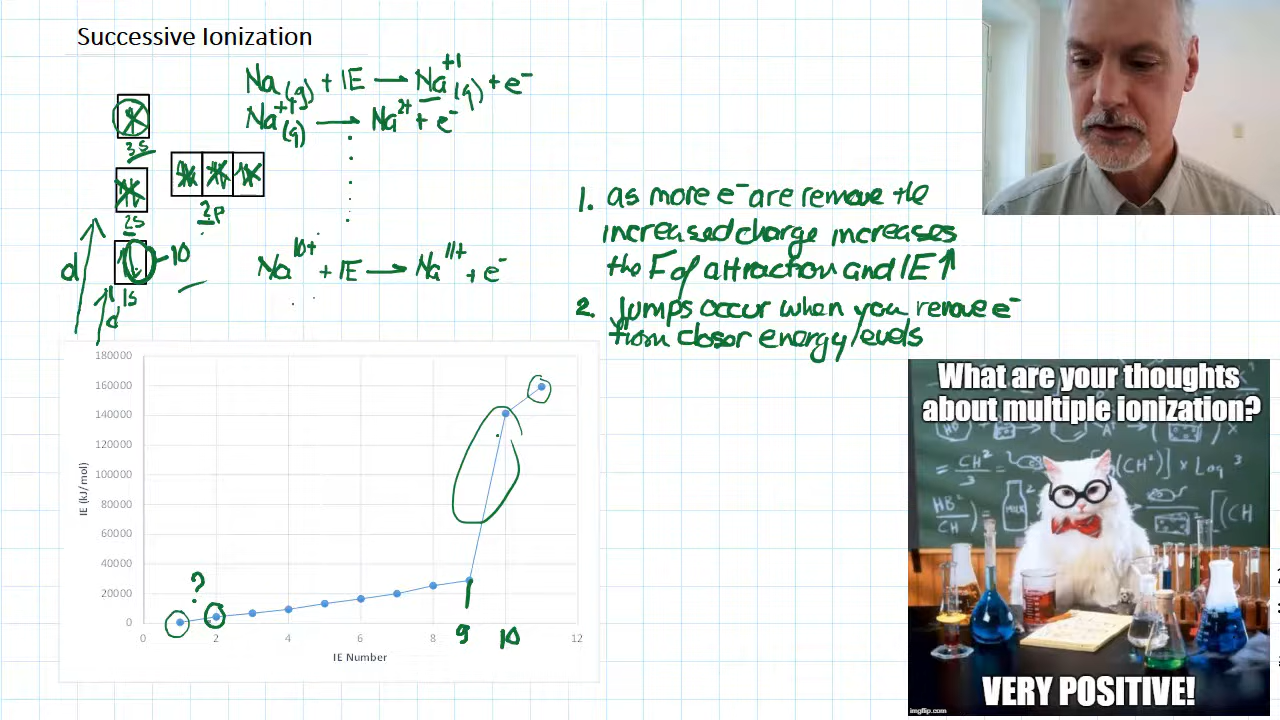 Successive Ionization
Na(g) + IE → Na+1(g) + e-
Na+1(g) → Na2+ + e-
3s
2s
2p
10
1s
d
d
Na10+ + IE → Na11+ + e-
1. as more e- are remove the
increased charge increases
the F of attraction and IE↑
2. Jumps occur when you remove e-
from closer energy levels
180000
160000
140000
120000
100000
80000
60000
40000
20000
0
IE (kJ/mol)
?
0 2 4 6 8 12
9 10
IE Number
What are your thoughts
about multiple ionization?
VERY POSITIVE!
imgflip.com